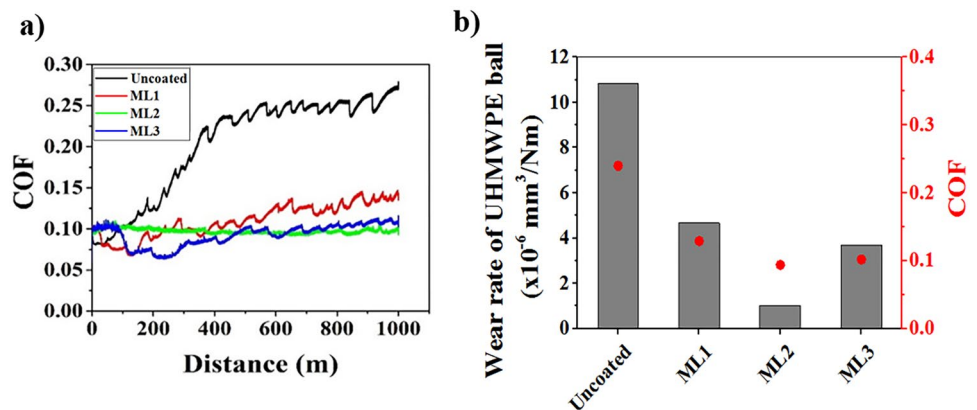 a)
COF
0.30
0.25
0.20
0.15
0.10
0.05
0.00
Uncoated
ML1
ML2
ML3
0 200 400 600 800 1000
Distance (m)
b)
Wear rate of UHMWPE ball
(x10⁻⁶ mm³/Nm)
12
10
8
6
4
2
0
0.4
0.3
0.2
0.1
0.0
COF
Uncoated ML1 ML2 ML3